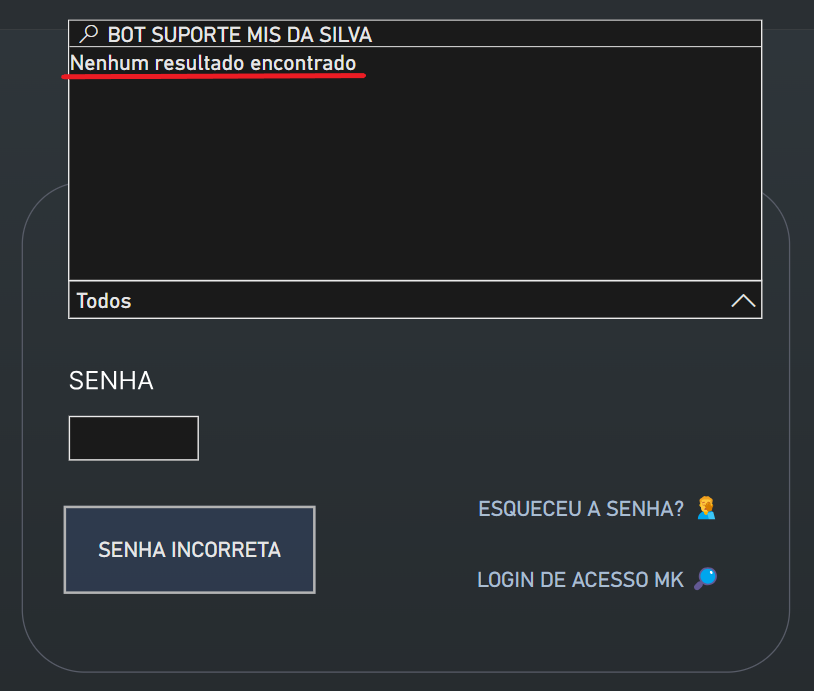 BOT SUPORTE MIS DA SILVA
Nenhum resultado encontrado
Todos
SENHA
ESQUECEU A SENHA?
SENHA INCORRETA
LOGIN DE ACESSO MK